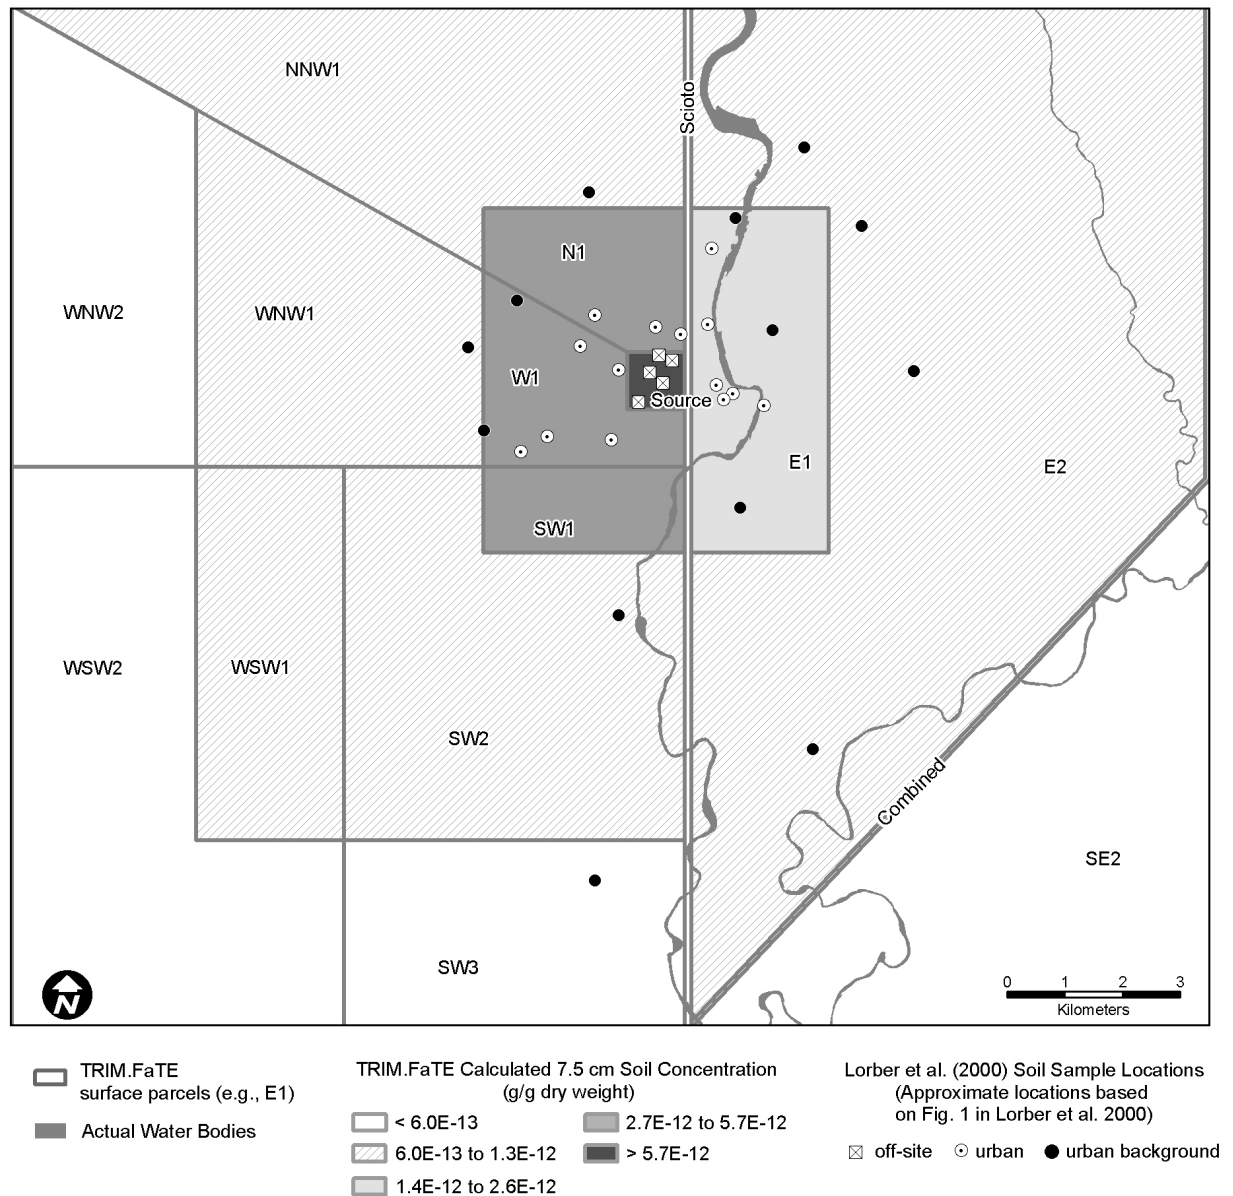 NNW1
Scioto
N1
WNW2
WNW1
W1
Source
E1
E2
SW1
WSW2
WSW1
SW2
Combined
SE2
SW3
N
0 1 2 3
Kilometers
TRIM.FaTE
surface parcels (e.g., E1)
Actual Water Bodies
TRIM.FaTE Calculated 7.5 cm Soil Concentration
(g/g dry weight)
< 6.0E-13
6.0E-13 to 1.3E-12
1.4E-12 to 2.6E-12
2.7E-12 to 5.7E-12
> 5.7E-12
Lorber et al. (2000) Soil Sample Locations
(Approximate locations based
on Fig. 1 in Lorber et al. 2000)
off-site urban urban background